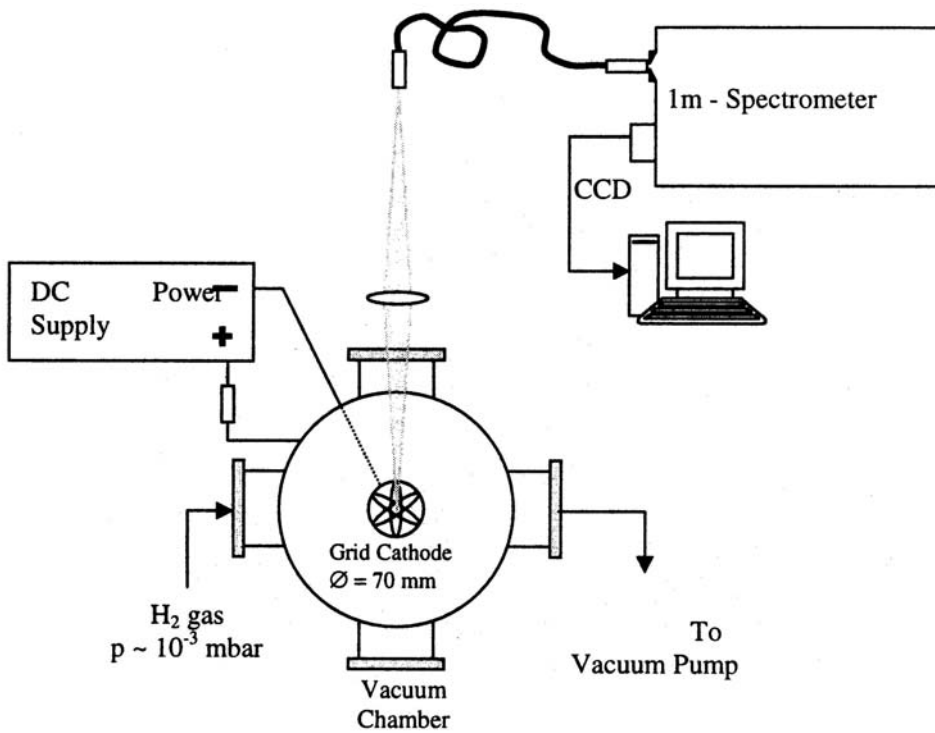 1m - Spectrometer
CCD
DC Power −
Supply +
Grid Cathode
Ø = 70 mm
H₂ gas
p ~ 10⁻³ mbar
To
Vacuum Pump
Vacuum
Chamber